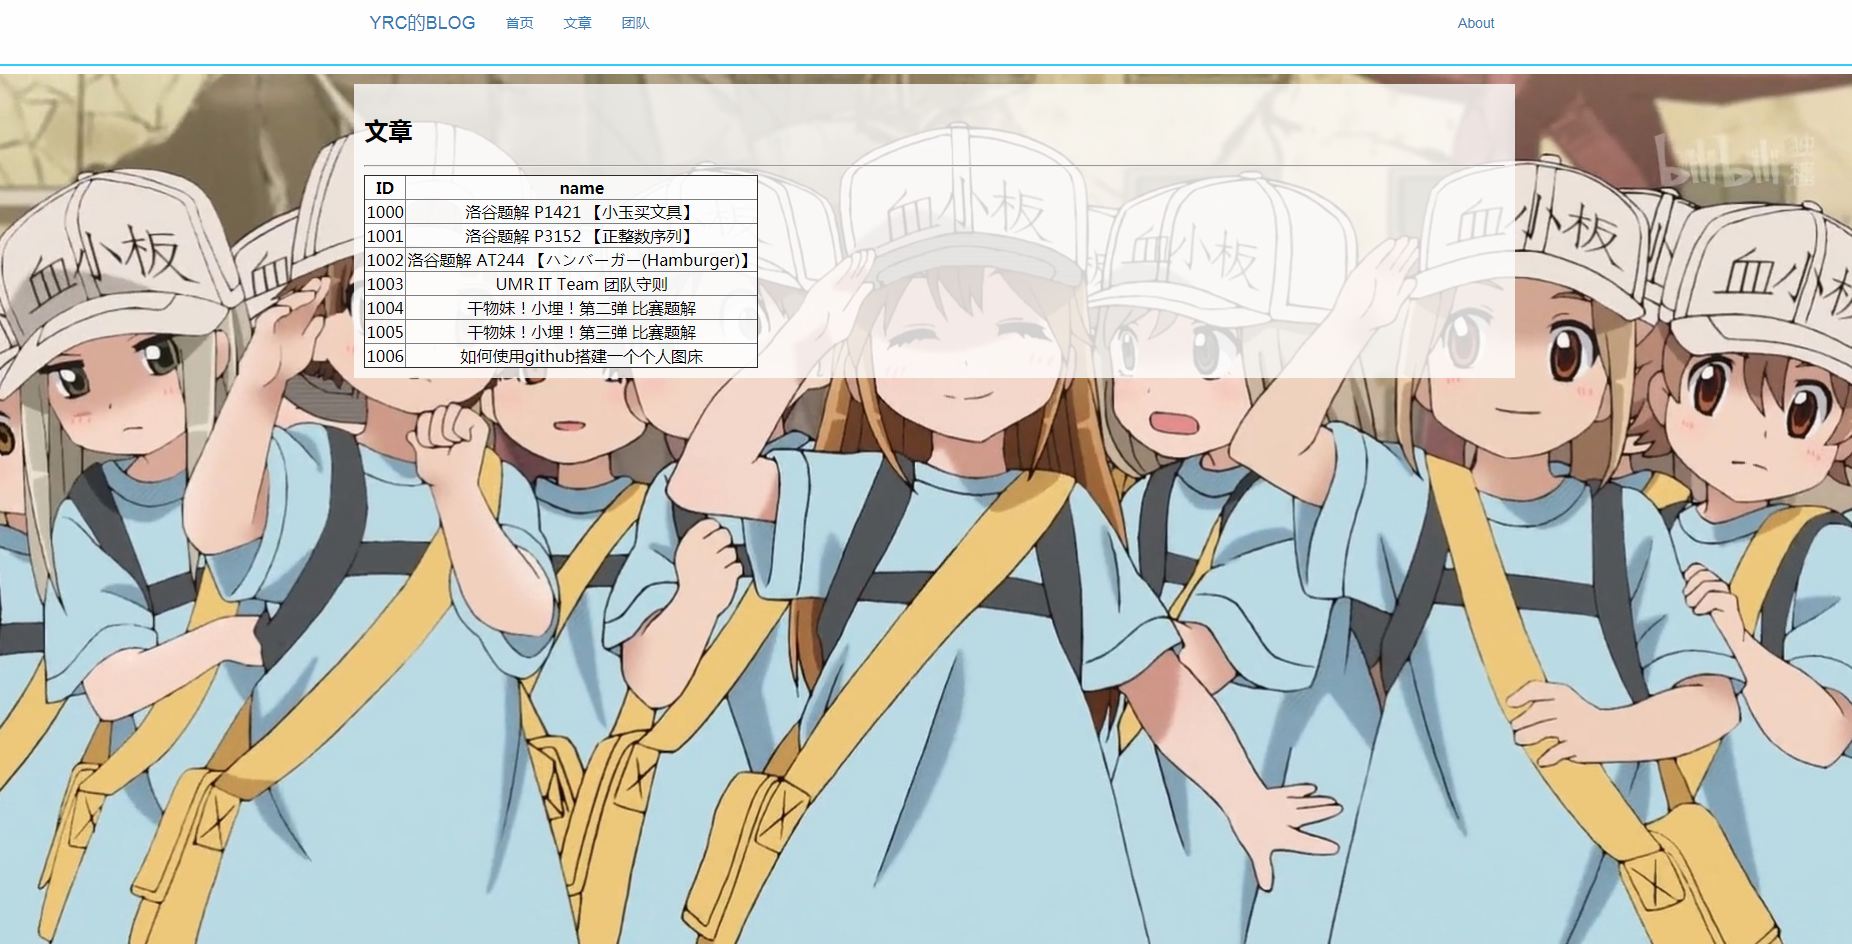 YRC的BLOG 首页 文章 团队 About
文章
ID name
1000 洛谷题解 P1421 【小玉买文具】
1001 洛谷题解 P3152 【正整数序列】
1002 洛谷题解 AT244 【ハンバーガー(Hamburger)】
1003 UMR IT Team 团队守则
1004 干物妹！小埋！第二弹 比赛题解
1005 干物妹！小埋！第三弹 比赛题解
1006 如何使用github搭建一个个人图床
bilibili
血小板
血小板
血小板
血小板
血小板